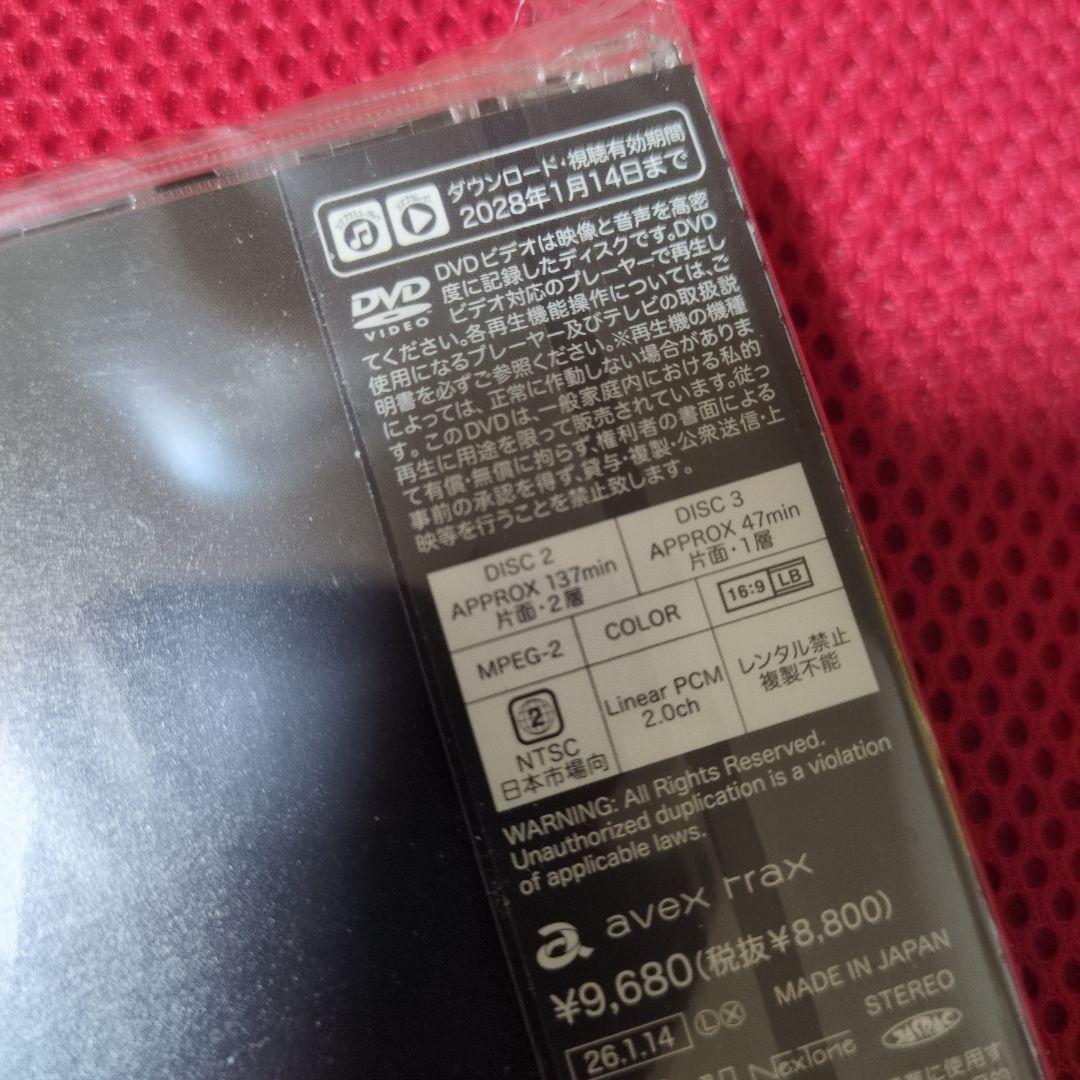 ダウンロード・視聴有効期間
2028年1月14日まで
DVD
VIDEO
DVDビデオは映像と音声を高密
度に記録したディスクです。DVD
ビデオ対応のプレーヤーで再生し
てください。各再生機能操作については、ご
使用になるプレーヤー及びテレビの取扱説
明書を必ずご参照ください。※再生機の機種
によっては、正常に作動しない場合がありま
す。このDVDは、一般家庭内における私的
再生に用途を限って販売されています。従っ
て有償・無償に拘らず、権利者の書面による
事前の承認を得ず、貸与・複製・公衆送信・上
映等を行うことを禁止致します。
DISC 2
APPROX 137min
片面・2層
DISC 3
APPROX 47min
片面・1層
MPEG-2
COLOR
16:9 LB
2
NTSC
日本市場向
Linear PCM
2.0ch
レンタル禁止
複製不能
WARNING: All Rights Reserved.
Unauthorized duplication is a violation
of applicable laws.
a avex trax
¥9,680(税抜¥8,800)
MADE IN JAPAN
26.1.14 L X
STEREO
NexTone
JASRAC
常に使用す